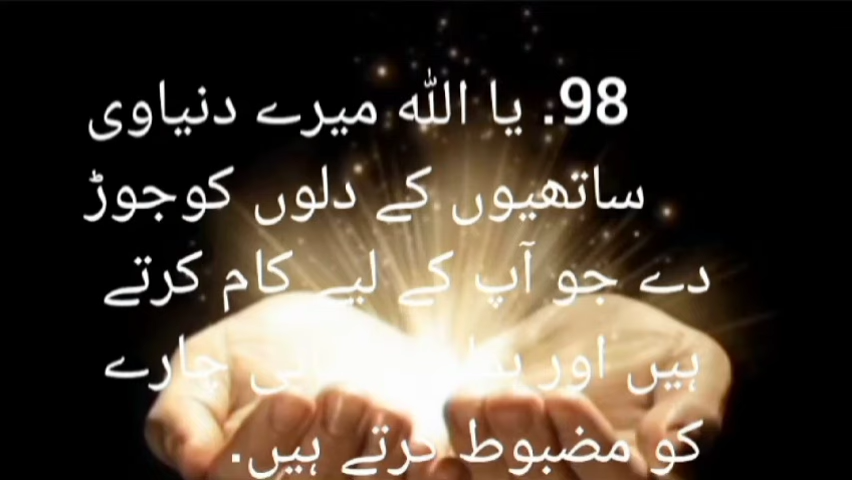 98. یا اللہ میرے دنیاوی
ساتھیوں کے دلوں کوجوڑ
دے جو آپ کے لیے کام کرتے
ہیں اور چارے
کو مضبوط کرتے ہیں.